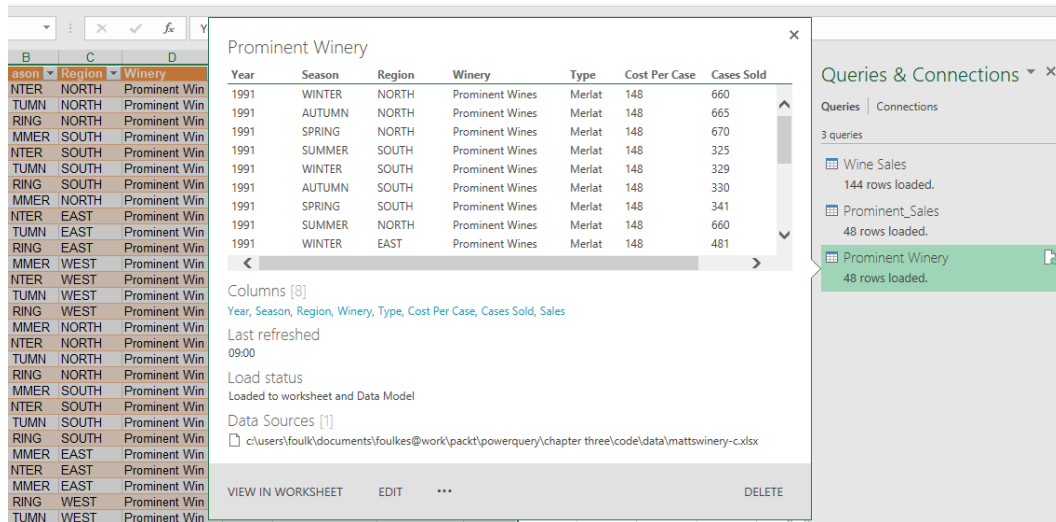 fx Y
B C D
ason Region Winery
NTER NORTH Prominent Win
TUMN NORTH Prominent Win
RING NORTH Prominent Win
MMER SOUTH Prominent Win
NTER SOUTH Prominent Win
TUMN SOUTH Prominent Win
RING SOUTH Prominent Win
MMER NORTH Prominent Win
NTER EAST Prominent Win
TUMN EAST Prominent Win
RING EAST Prominent Win
MMER WEST Prominent Win
NTER WEST Prominent Win
TUMN WEST Prominent Win
RING WEST Prominent Win
MMER NORTH Prominent Win
NTER NORTH Prominent Win
TUMN NORTH Prominent Win
RING NORTH Prominent Win
MMER SOUTH Prominent Win
NTER SOUTH Prominent Win
TUMN SOUTH Prominent Win
RING SOUTH Prominent Win
MMER EAST Prominent Win
NTER EAST Prominent Win
MMER EAST Prominent Win
RING WEST Prominent Win
TUMN WEST Prominent Win
Prominent Winery
Year Season Region Winery Type Cost Per Case Cases Sold
1991 WINTER NORTH Prominent Wines Merlat 148 660
1991 AUTUMN NORTH Prominent Wines Merlat 148 665
1991 SPRING NORTH Prominent Wines Merlat 148 670
1991 SUMMER SOUTH Prominent Wines Merlat 148 325
1991 WINTER SOUTH Prominent Wines Merlat 148 329
1991 AUTUMN SOUTH Prominent Wines Merlat 148 330
1991 SPRING SOUTH Prominent Wines Merlat 148 341
1991 SUMMER NORTH Prominent Wines Merlat 148 660
1991 WINTER EAST Prominent Wines Merlat 148 481
Columns [8]
Year, Season, Region, Winery, Type, Cost Per Case, Cases Sold, Sales
Last refreshed
09:00
Load status
Loaded to worksheet and Data Model
Data Sources [1]
c:\users\foulk\documents\foulkes@work\packt\powerquery\chapter three\code\data\mattswinery-c.xlsx
VIEW IN WORKSHEET EDIT ••• DELETE
Queries & Connections
Queries | Connections
3 queries
Wine Sales
144 rows loaded.
Prominent_Sales
48 rows loaded.
Prominent Winery
48 rows loaded.